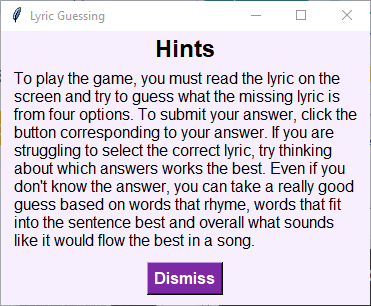 Lyric Guessing
Hints
To play the game, you must read the lyric on the
screen and try to guess what the missing lyric is
from four options. To submit your answer, click the
button corresponding to your answer. If you are
struggling to select the correct lyric, try thinking
about which answers works the best. Even if you
don't know the answer, you can take a really good
guess based on words that rhyme, words that fit
into the sentence best and overall what sounds
like it would flow the best in a song.
Dismiss